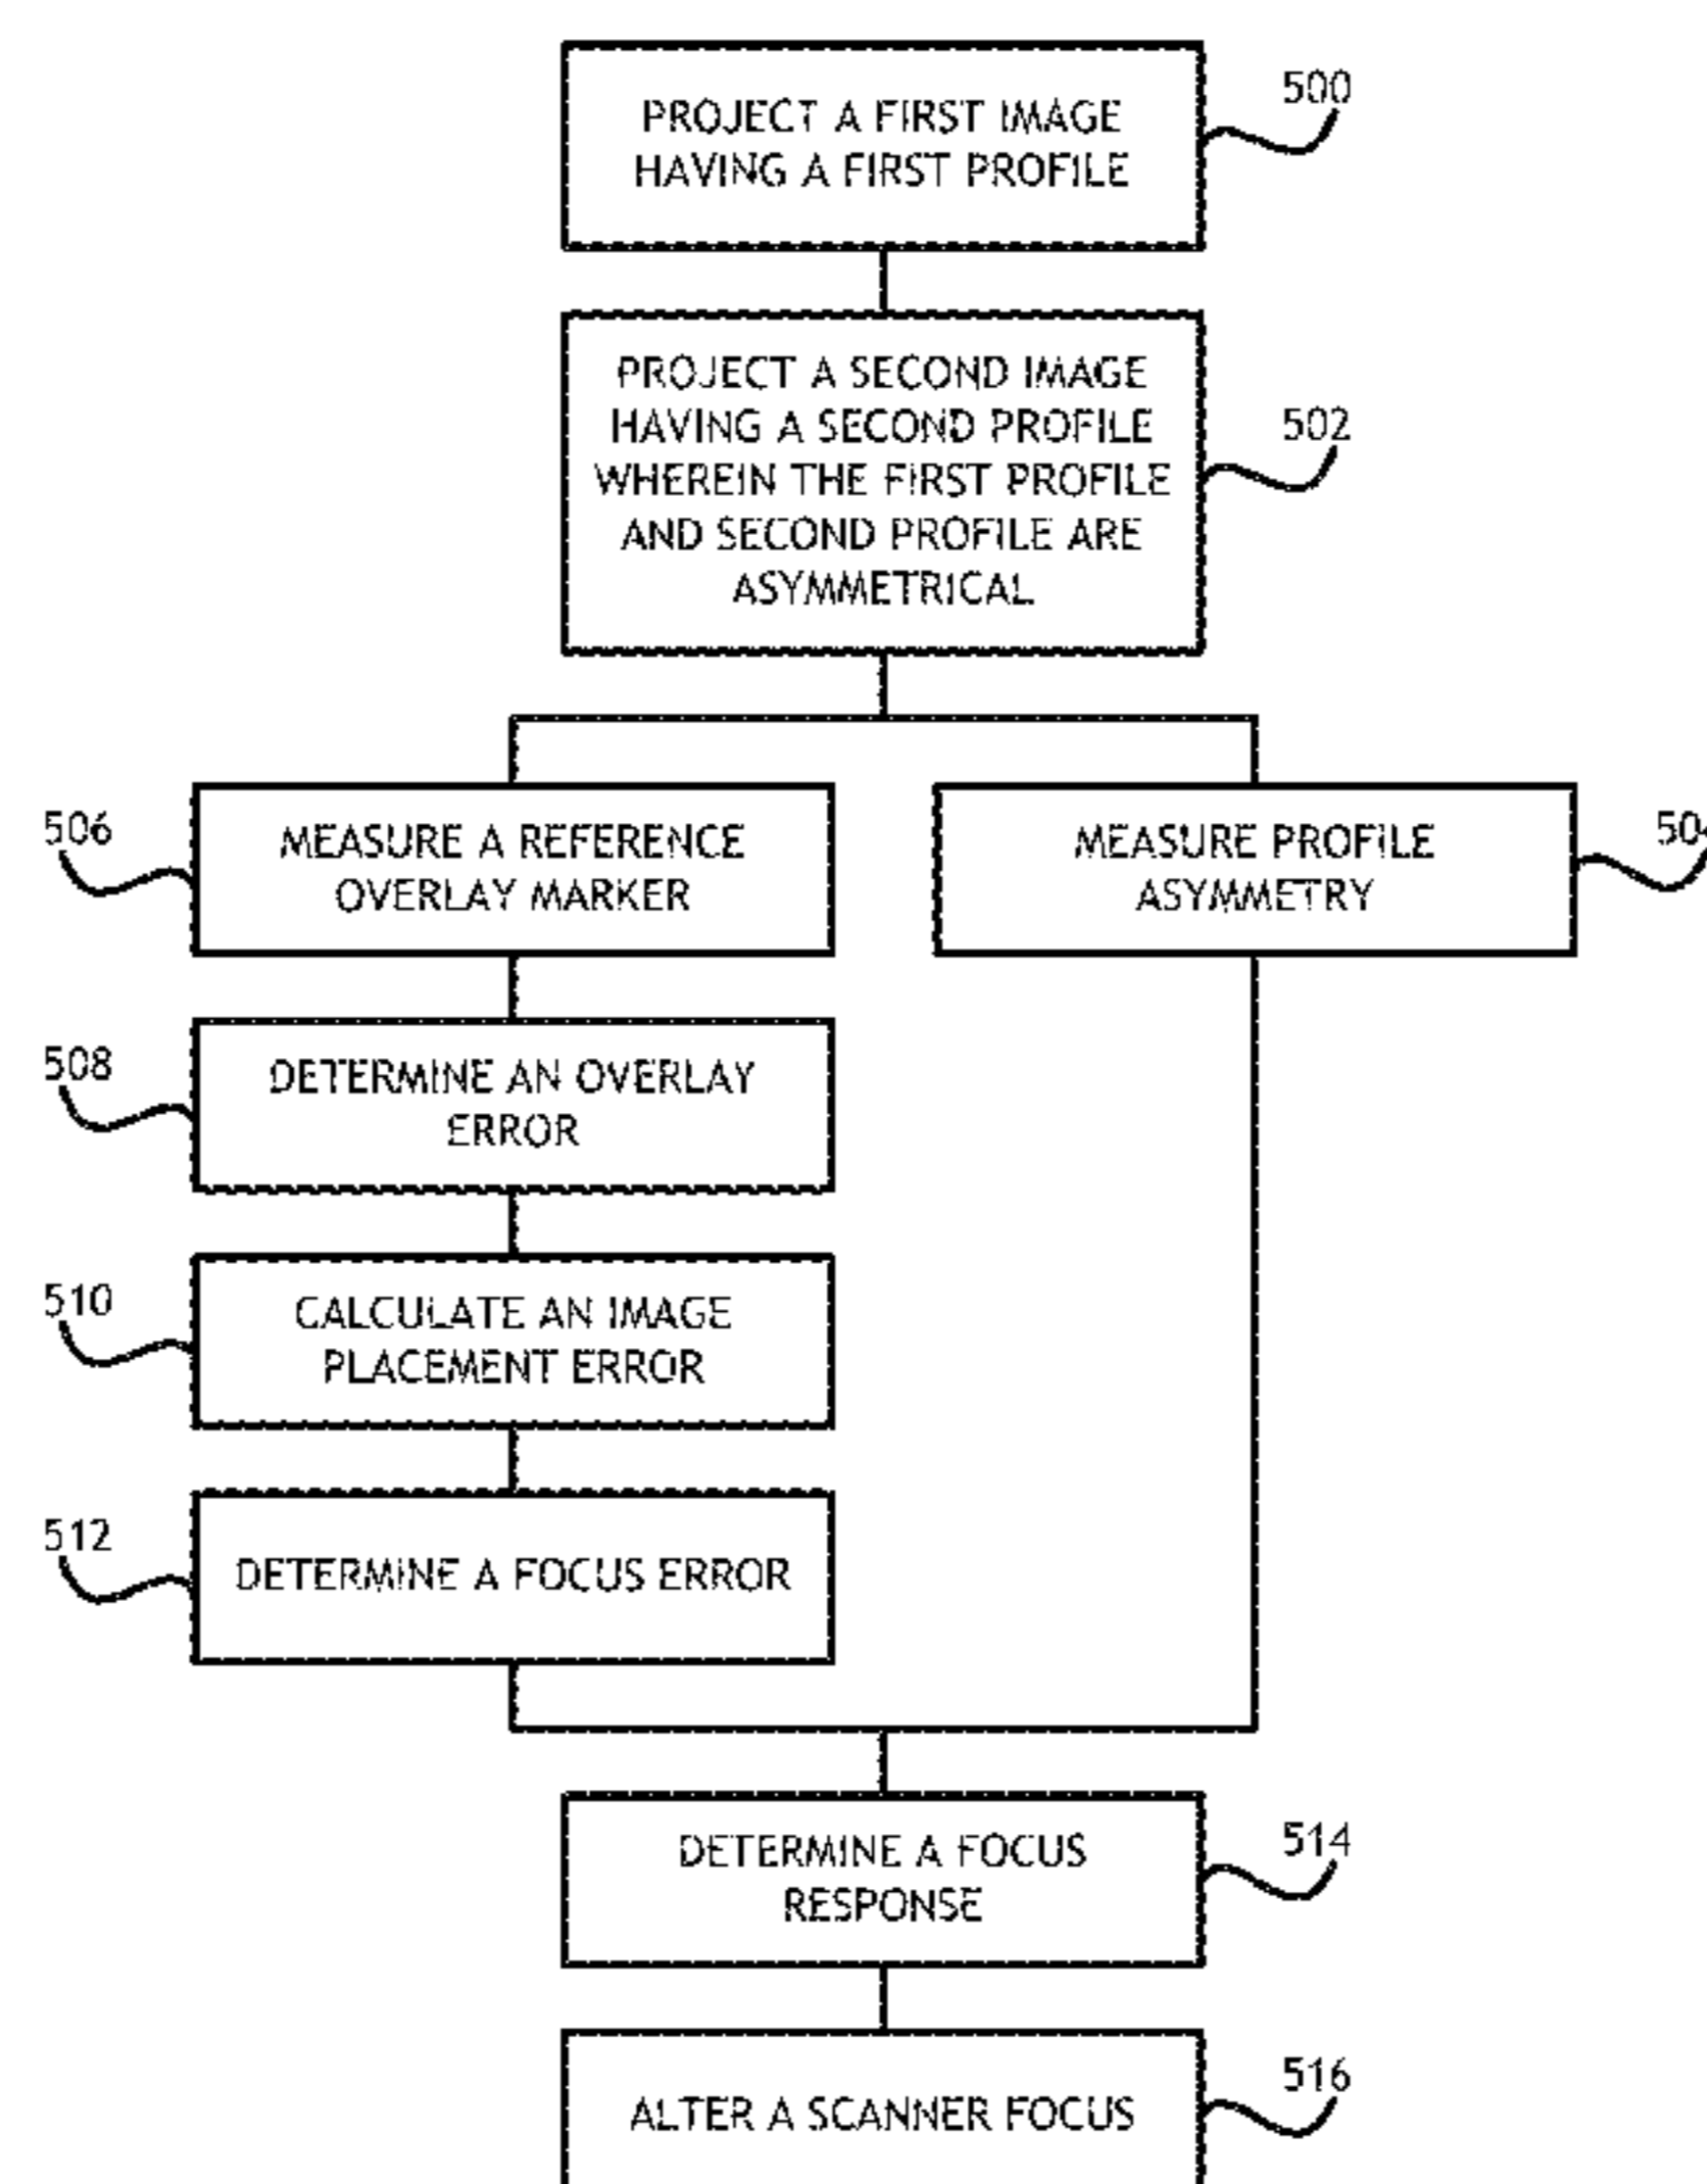 PROJECT A FIRST IMAGE
HAVING A FIRST PROFILE
500
PROJECT A SECOND IMAGE
HAVING A SECOND PROFILE
WHEREIN THE FIRST PROFILE
AND SECOND PROFILE ARE
ASYMMETRICAL
502
506
MEASURE A REFERENCE
OVERLAY MARKER
MEASURE PROFILE
ASYMMETRY
508
DETERMINE AN OVERLAY
ERROR
510
CALCULATE AN IMAGE
PLACEMENT ERROR
512
DETERMINE A FOCUS ERROR
DETERMINE A FOCUS
RESPONSE
514
ALTER A SCANNER FOCUS
516